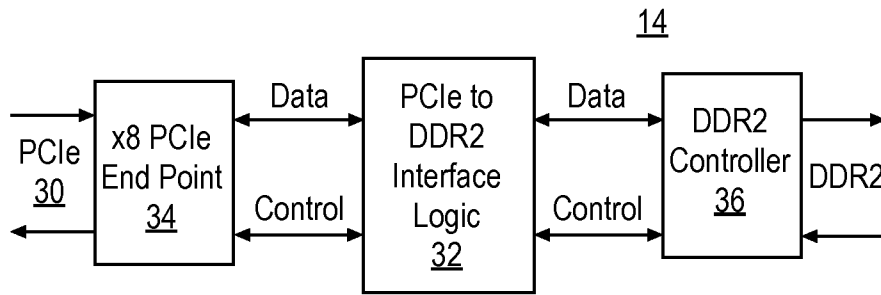 14
PCIe
30
x8 PCIe
End Point
34
Data
Control
PCIe to
DDR2
Interface
Logic
32
Data
Control
DDR2
Controller
36
DDR2